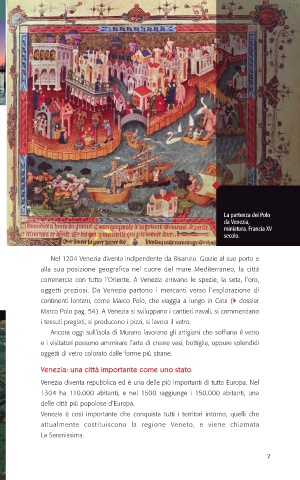 La partenza dei Polo
da Venezia,
miniatura. Francia XV
secolo.
Nel 1204 Venezia diventa indipendente da Bisanzio. Grazie al suo porto e
alla sua posizione geografica nel cuore del mare Mediterraneo, la città
commercia con tutto l'Oriente. A Venezia arrivano le spezie, la seta, l'oro,
oggetti preziosi. Da Venezia partono i mercanti verso l'esplorazione di
continenti lontani, come Marco Polo, che viaggia a lungo in Cina (▶ dossier
Marco Polo pag. 54). A Venezia si sviluppano i cantieri navali, si commerciano
i tessuti pregiati, si producono i pizzi, si lavora il vetro.
Ancora oggi sull'isola di Murano lavorano gli artigiani che soffiano il vetro
e i visitatori possono ammirare l'arte di creare vasi, bottiglie, oppure splendidi
oggetti di vetro colorato dalle forme più strane.
Venezia: una città importante come uno stato
Venezia diventa repubblica ed è una delle più importanti di tutta Europa. Nel
1304 ha 110.000 abitanti, e nel 1500 raggiunge i 150.000 abitanti, una
delle città più popolose d'Europa.
Venezia è così importante che conquista tutti i territori intorno, quelli che
attualmente costituiscono la regione Veneto, e viene chiamata
La Serenissima.
7